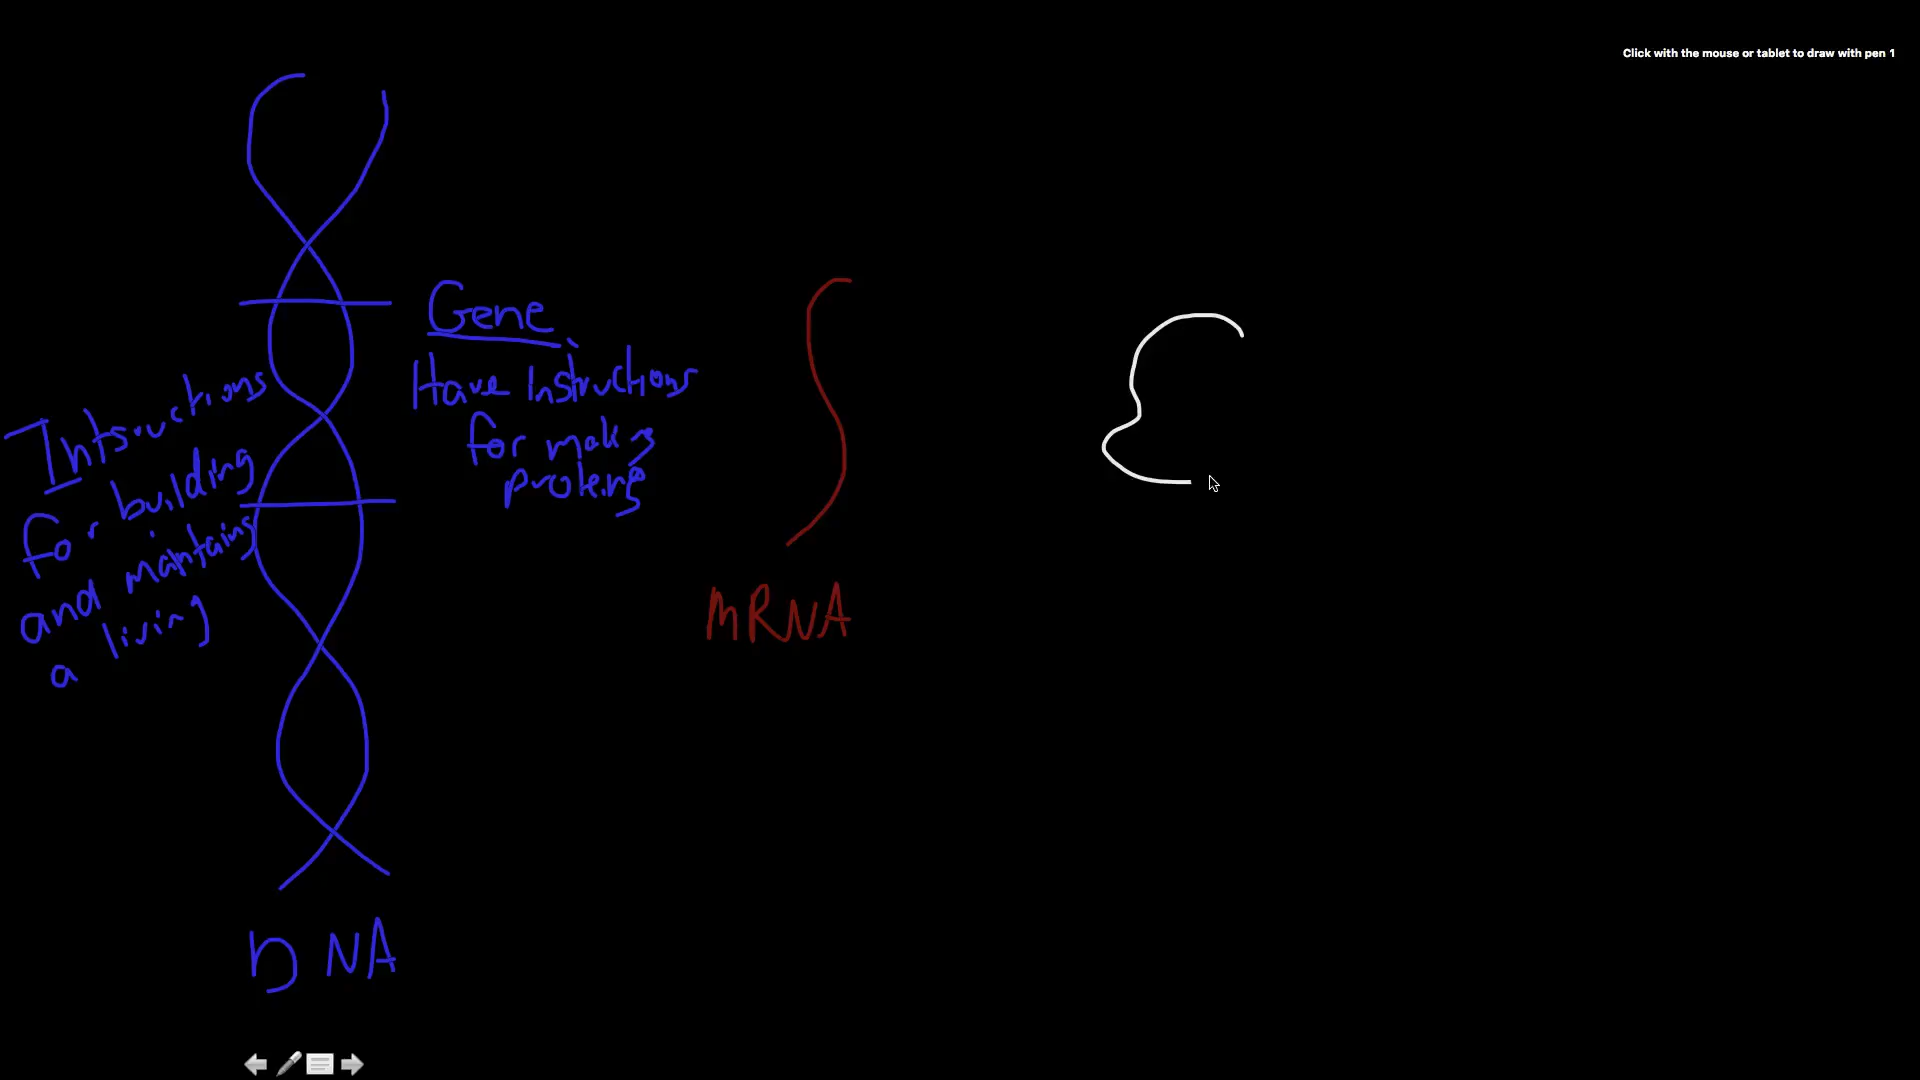 Click with the mouse or tablet to draw with pen 1
Gene
Have Instructions
for making
proteins
Intsructions
for building
and maintaing
a living
mRNA
DNA